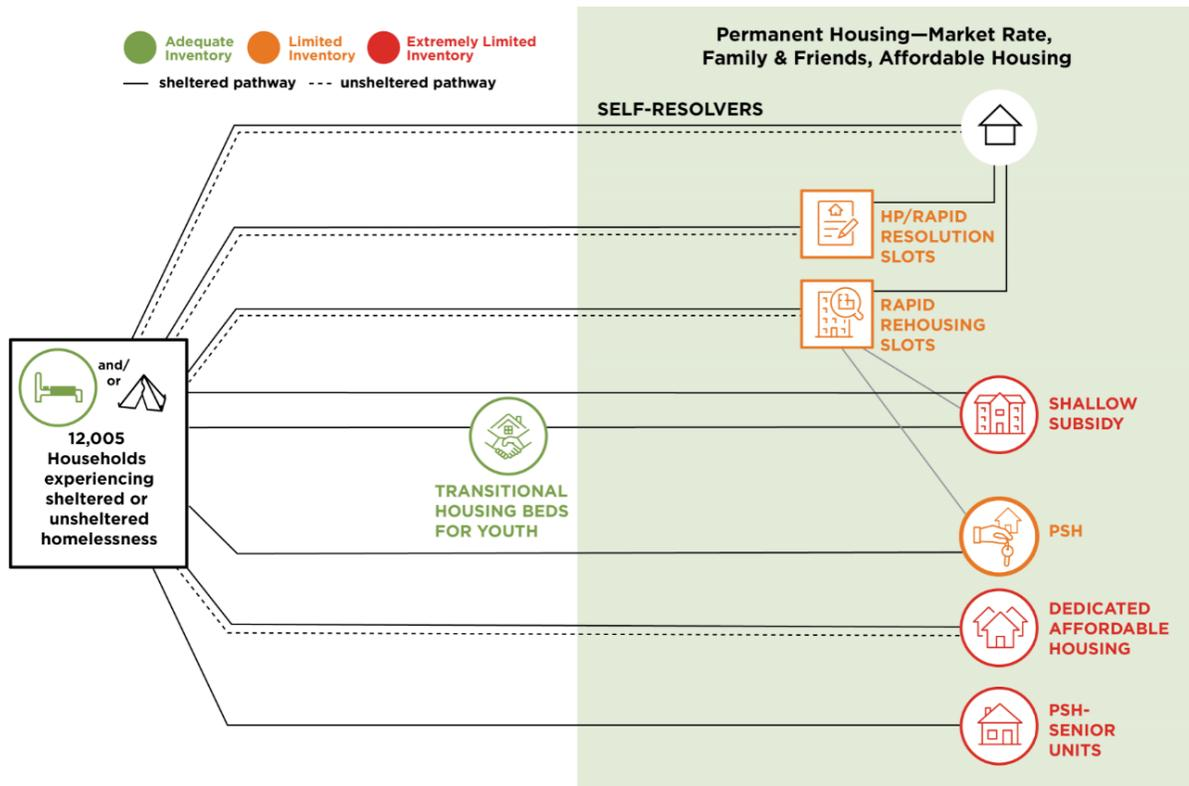 Adequate
Inventory
Limited
Inventory
Extremely Limited
Inventory
sheltered pathway
unsheltered pathway
Permanent Housing—Market Rate,
Family & Friends, Affordable Housing
SELF-RESOLVERS
HP/RAPID
RESOLUTION
SLOTS
RAPID
REHOUSING
SLOTS
and/
or
12,005
Households
experiencing
sheltered or
unsheltered
homelessness
TRANSITIONAL
HOUSING BEDS
FOR YOUTH
SHALLOW
SUBSIDY
PSH
DEDICATED
AFFORDABLE
HOUSING
PSH-
SENIOR
UNITS